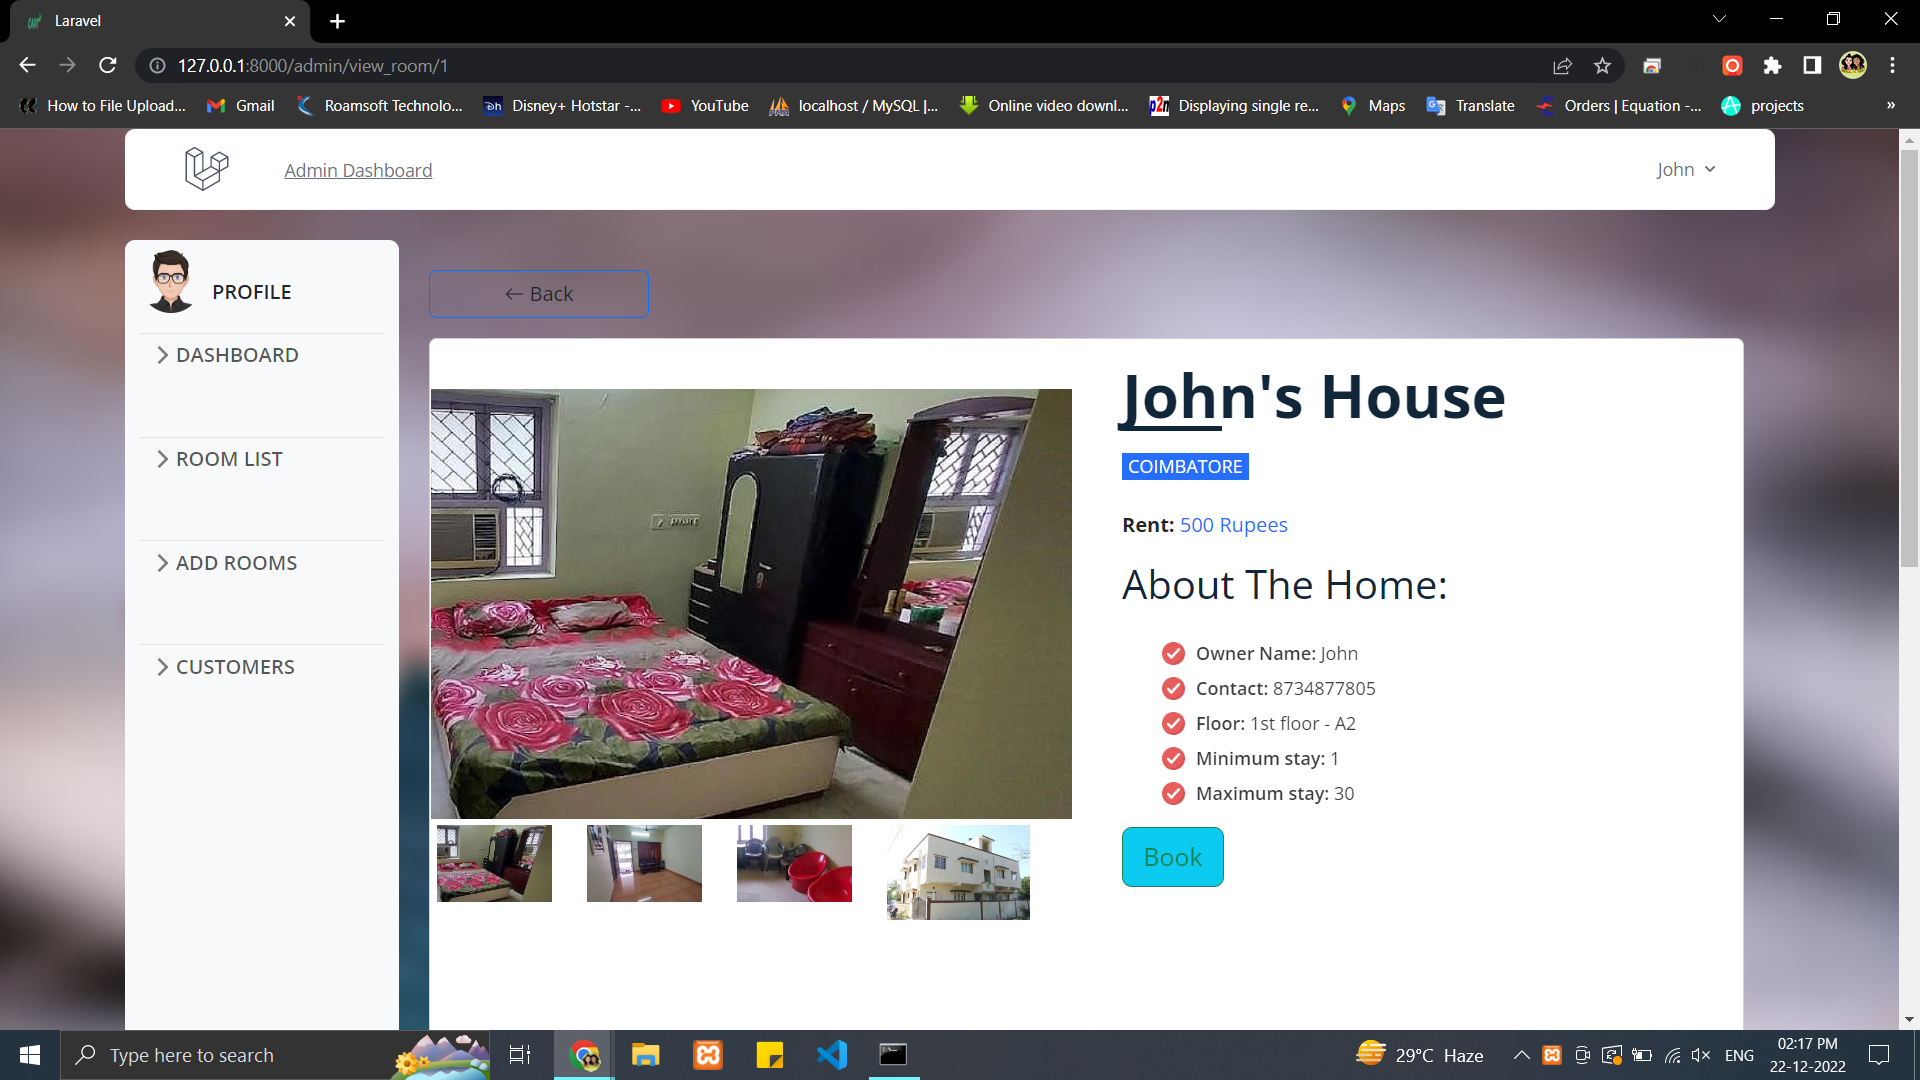 Laravel
127.0.0.1:8000/admin/view_room/1
How to File Upload...
Gmail
Roamsoft Technolo...
Disney+ Hotstar -...
YouTube
localhost / MySQL |...
Online video downl...
Displaying single re...
Maps
Translate
Orders | Equation -...
projects
»
Admin Dashboard
John
PROFILE
DASHBOARD
ROOM LIST
ADD ROOMS
CUSTOMERS
← Back
John's House
COIMBATORE
Rent: 500 Rupees
About The Home:
Owner Name: John
Contact: 8734877805
Floor: 1st floor - A2
Minimum stay: 1
Maximum stay: 30
Book
Type here to search
29°C Haze
ENG
02:17 PM
22-12-2022